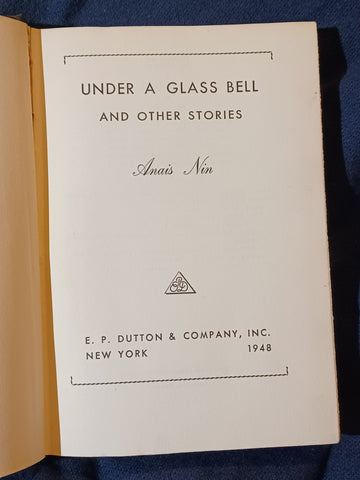 UNDER A GLASS BELL
AND OTHER STORIES
Anais Nin
E. P. DUTTON & COMPANY, INC.
NEW YORK 1948